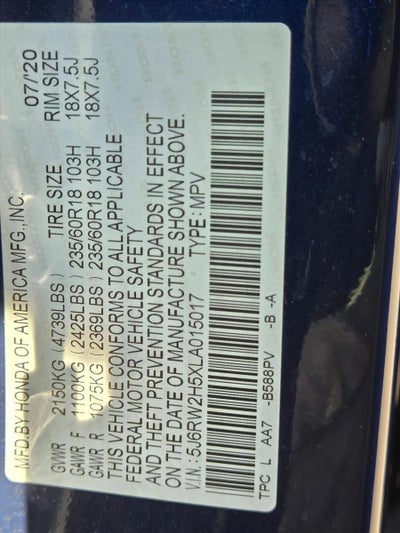 MFD.BY HONDA OF AMERICA MFG.,INC. 07/'20
GVWR 2150KG (4739LBS) TIRE SIZE RIM SIZE
GAWR F 1100KG (2425LBS) 235/60R18 103H 18X7.5J
GAWR R 1075KG (2369LBS) 235/60R18 103H 18X7.5J
THIS VEHICLE CONFORMS TO ALL APPLICABLE
FEDERAL MOTOR VEHICLE SAFETY
AND THEFT PREVENTION STANDARDS IN EFFECT
ON THE DATE OF MANUFACTURE SHOWN ABOVE.
V.I.N.: 5J6RW2H5XLA015017 TYPE: MPV
TPC L AA7 -B588PV -B -A